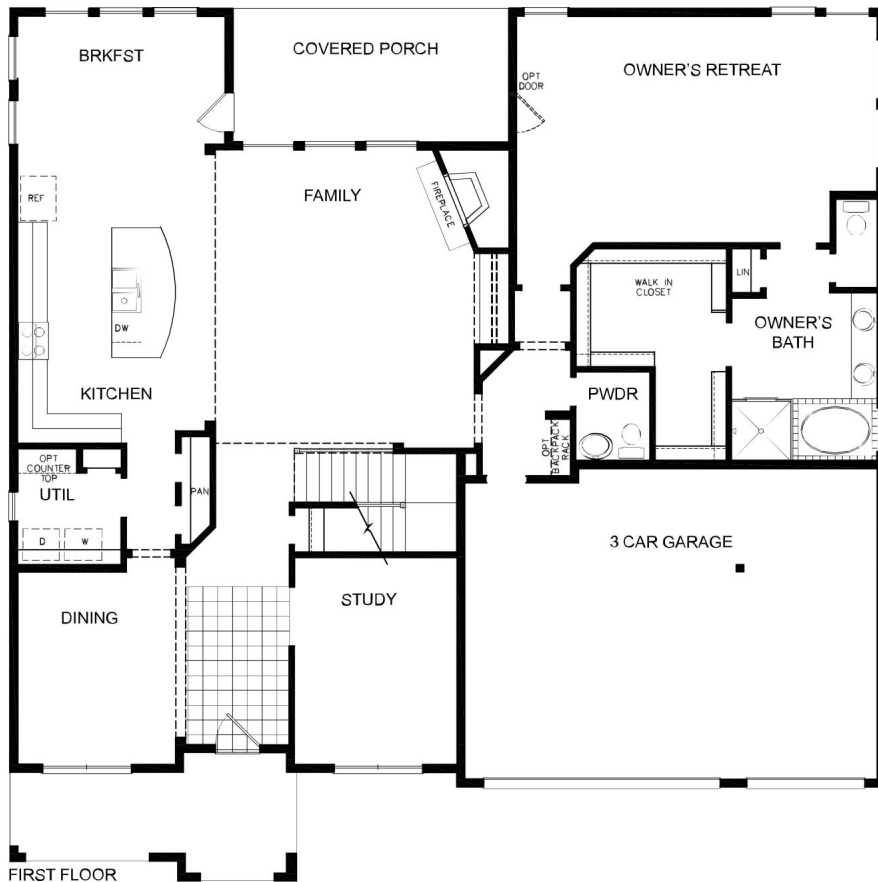 BRKFST
COVERED PORCH
OWNER'S RETREAT
OPT
DOOR
REF
FAMILY
FIREPLACE
WALK IN
CLOSET
LIN
DW
OWNER'S
BATH
KITCHEN
PWDR
OPT
BACKPACK
RACK
OPT
COUNTER
TOP
UTIL
PAN
D
W
3 CAR GARAGE
DINING
STUDY
FIRST FLOOR